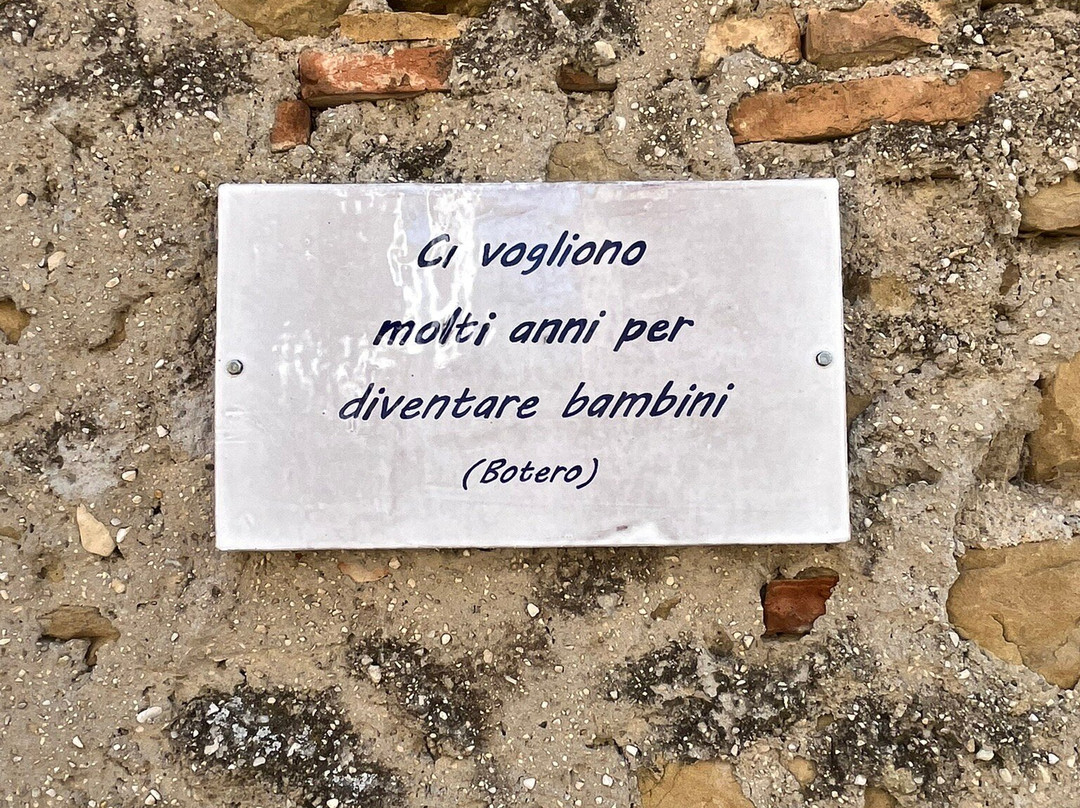 Ci vogliono
molti anni per
diventare bambini
(Botero)